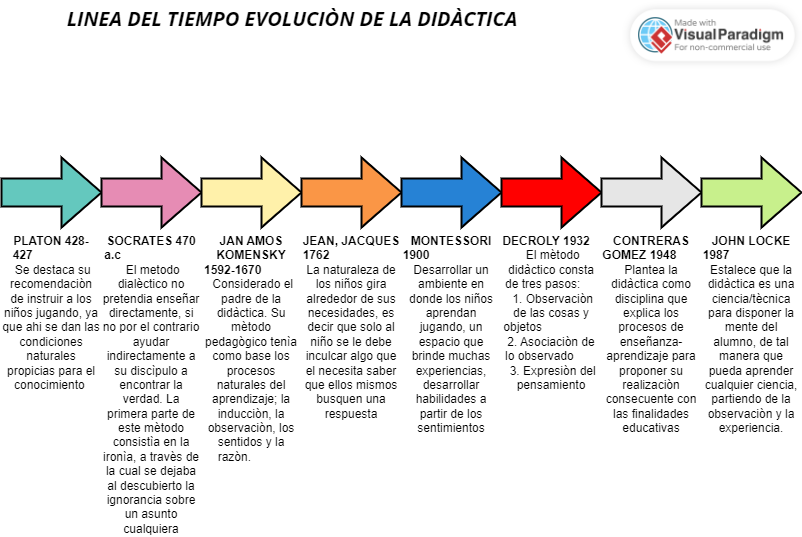 LINEA DEL TIEMPO EVOLUCIÒN DE LA DIDÀCTICA
Made with
Visual Paradigm
For non-commercial use
PLATON 428-
427
Se destaca su
recomendaciòn
de instruir a los
niños jugando, ya
que ahi se dan las
condiciones
naturales
propicias para el
conocimiento
SOCRATES 470
a.c
El metodo
dialèctico no
pretendia enseñar
directamente, si
no por el contrario
ayudar
indirectamente a
su discìpulo a
encontrar la
verdad. La
primera parte de
este mètodo
consistìa en la
ironìa, a travès de
la cual se dejaba
al descubierto la
ignorancia sobre
un asunto
cualquiera
JAN AMOS
KOMENSKY
1592-1670
Considerado el
padre de la
didàctica. Su
mètodo
pedagògico tenìa
como base los
procesos
naturales del
aprendizaje; la
inducciòn, la
observaciòn, los
sentidos y la
razòn.
JEAN, JACQUES
1762
La naturaleza de
los niños gira
alrededor de sus
necesidades, es
decir que solo al
niño se le debe
inculcar algo que
el necesita saber
que ellos mismos
busquen una
respuesta
MONTESSORI
1900
Desarrollar un
ambiente en
donde los niños
aprendan
jugando, un
espacio que
brinde muchas
experiencias,
desarrollar
habilidades a
partir de los
sentimientos
DECROLY 1932
El mètodo
didàctico consta
de tres pasos:
1. Observaciòn
de las cosas y
objetos
2. Asociaciòn de
lo observado
3. Expresiòn del
pensamiento
CONTRERAS
GOMEZ 1948
Plantea la
didàctica como
disciplina que
explica los
procesos de
enseñanza-
aprendizaje para
proponer su
realizaciòn
consecuente con
las finalidades
educativas
JOHN LOCKE
1987
Estalece que la
didàctica es una
ciencia/tècnica
para disponer la
mente del
alumno, de tal
manera que
pueda aprender
cualquier ciencia,
partiendo de la
observaciòn y la
experiencia.